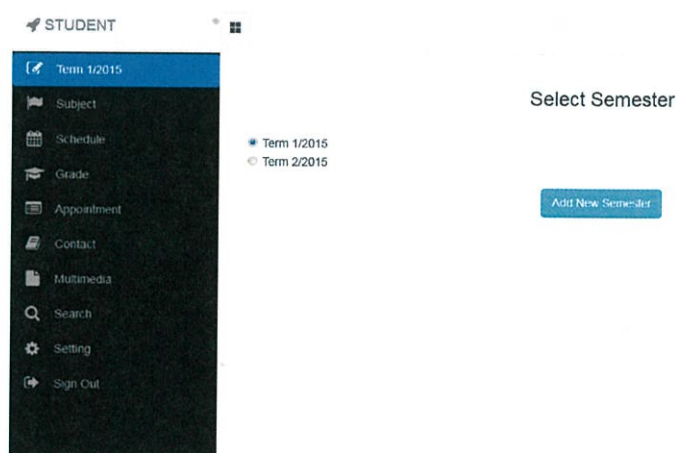 STUDENT
Term 1/2015
Subject
Schedule
Grade
Appointment
Contact
Multimedia
Search
Setting
Sign Out
Select Semester
Term 1/2015
Term 2/2015
Add New Semester